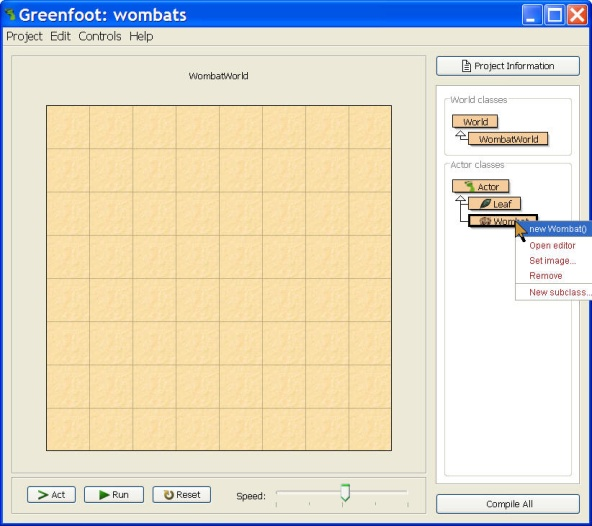 Greenfoot: wombats
Project Edit Controls Help
WombatWorld
Project Information
World classes
World
WombatWorld
Actor classes
Actor
Leaf
Wombat
new Wombat()
Open editor
Set image...
Remove
New subclass...
Act
Run
Reset
Speed:
Compile All